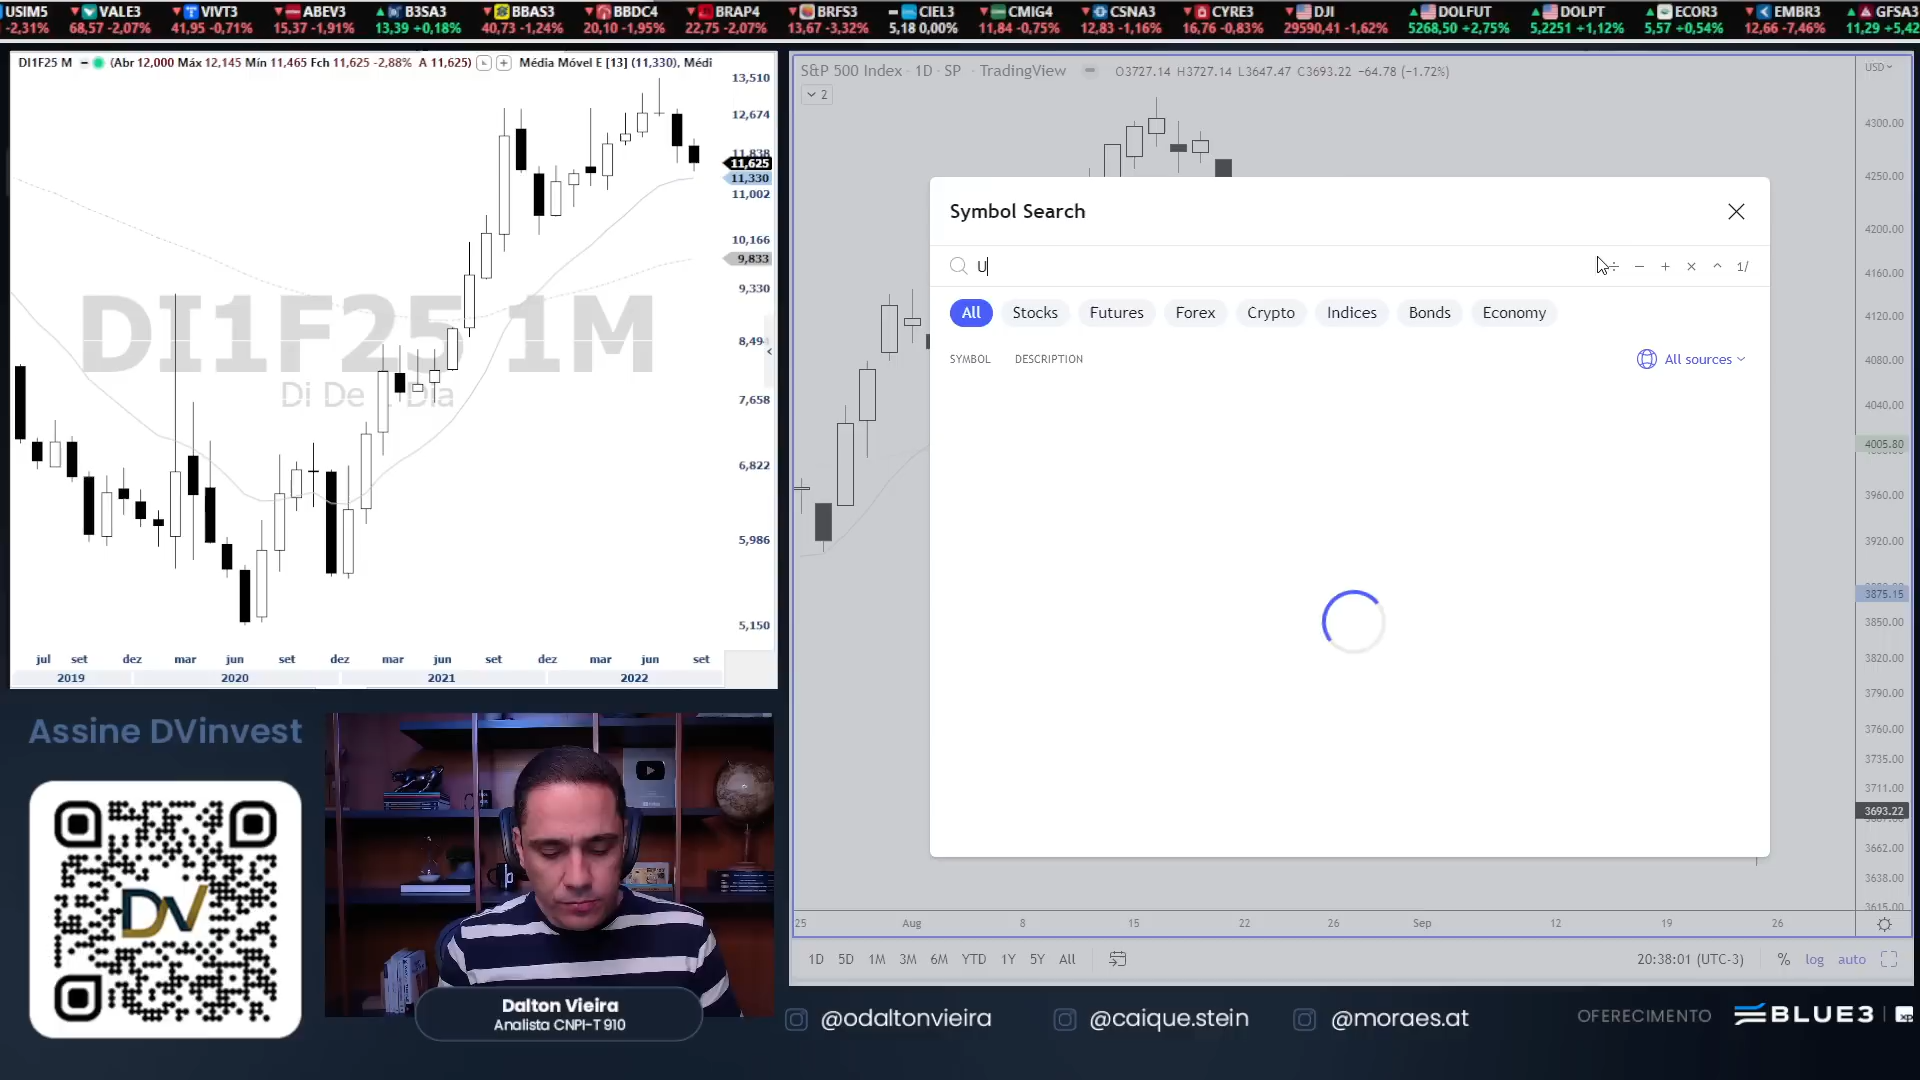 USIM5 VALE3 VIVT3 ABEV3 B3SA3 BBAS3 BBDC4 BRAP4 BRFS3 CIEL3 CMIG4 CSNA3 CYRE3 DJI DOLFUT DOLPT ECOR3 EMBR3 GFSA3
-2,31% 68,57 -2,07% 41,95 -0,71% 15,37 -1,91% 13,39 +0,18% 40,73 -1,24% 20,10 -1,95% 22,75 -2,07% 13,67 -3,32% 5,18 0,00% 11,84 -0,75% 12,83 -1,16% 16,76 -0,83% 29590,41 -1,62% 5268,50 +2,75% 5,2251 +1,12% 5,57 +0,54% 12,66 -7,46% 11,29 +5,42
DI1F25 M (Abr 12,000 Máx 12,145 Mín 11,465 Fch 11,625 -2,88% A 11,625) Média Móvel E [13] (11,330), Médi
13,510
12,674
11,838
11,625
11,330
11,002
10,166
9,833
9,330
8,494
7,658
6,822
5,986
5,150
DI1F25 1M
Di De Dia
jul set dez mar jun set dez mar jun set dez mar jun set
2019 2020 2021 2022
S&P 500 Index · 1D · SP · TradingView O3727.14 H3727.14 L3647.47 C3693.22 −64.78 (−1.72%)
2
USD
4300.00
4250.00
4200.00
4160.00
4120.00
4080.00
4040.00
4005.80
3960.00
3920.00
3875.15
3850.00
3820.00
3790.00
3760.00
3735.00
3711.00
3693.22
3662.00
3638.00
3615.00
Symbol Search
U
÷ − + × ^ 1/
All Stocks Futures Forex Crypto Indices Bonds Economy
SYMBOL DESCRIPTION All sources
25 Aug 8 15 22 26 Sep 12 19 26
1D 5D 1M 3M 6M YTD 1Y 5Y All 20:38:01 (UTC-3) % log auto
Assine DVinvest
DV
Dalton Vieira
Analista CNPI-T 910
@odaltonvieira @caique.stein @moraes.at
OFERECIMENTO BLUE3 xp